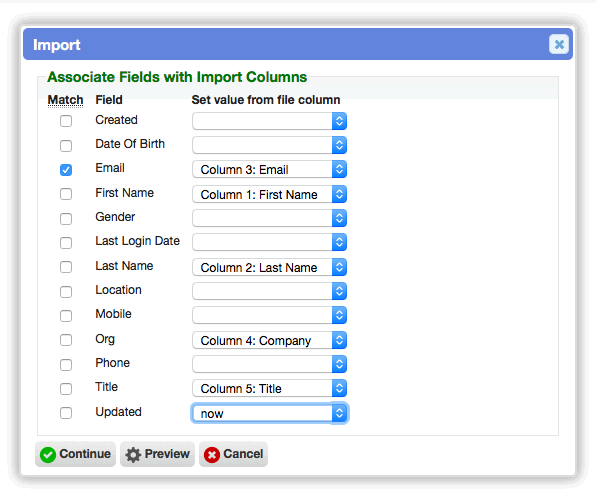 Import
Associate Fields with Import Columns
Match Field Set value from file column
Created
Date Of Birth
Email Column 3: Email
First Name Column 1: First Name
Gender
Last Login Date
Last Name Column 2: Last Name
Location
Mobile
Org Column 4: Company
Phone
Title Column 5: Title
Updated now
Continue Preview Cancel